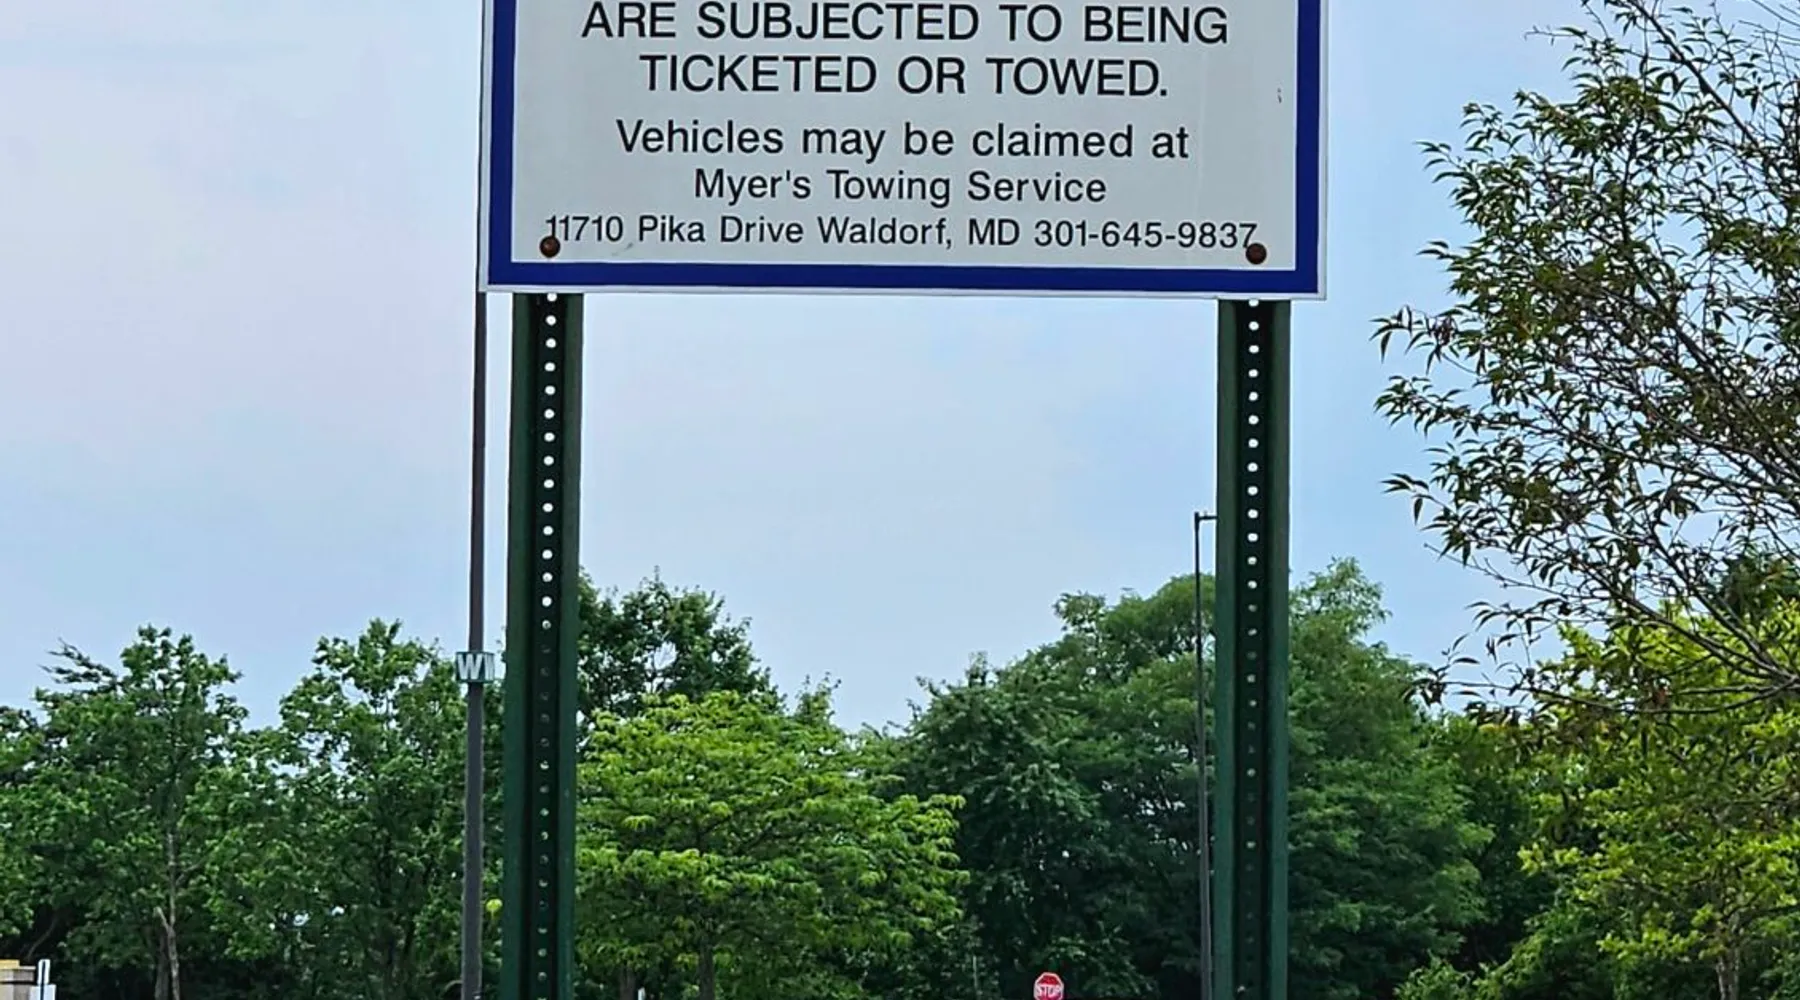 ARE SUBJECTED TO BEING
TICKETED OR TOWED.
Vehicles may be claimed at
Myer's Towing Service
11710 Pika Drive Waldorf, MD 301-645-9837
STOP